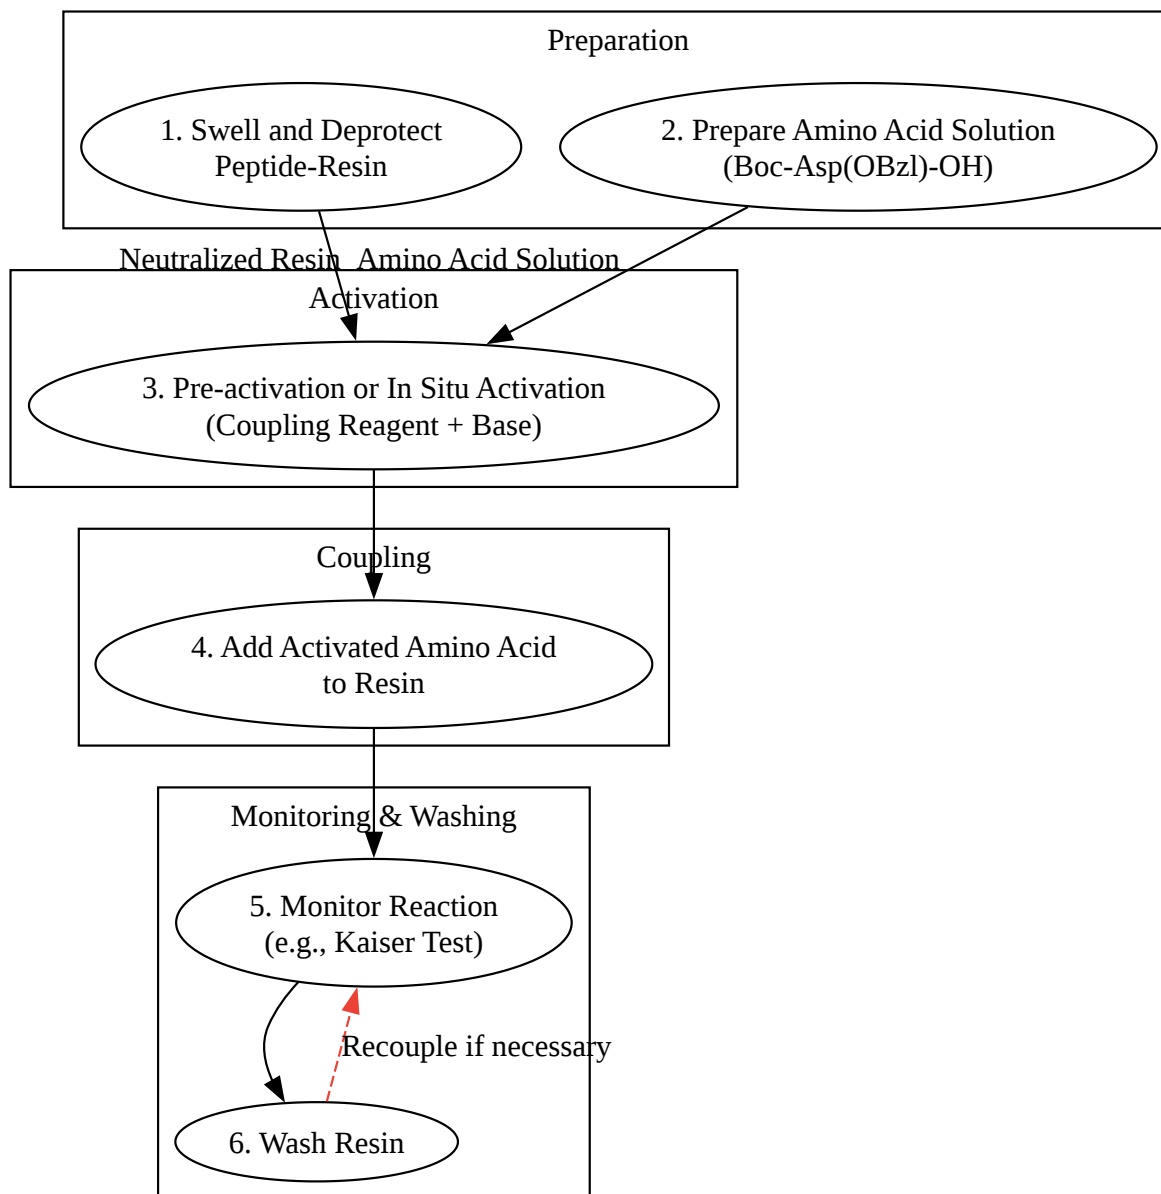 Preparation
1. Swell and Deprotect
Peptide-Resin
2. Prepare Amino Acid Solution
(Boc-Asp(OBzl)-OH)
Neutralized Resin
Amino Acid Solution
Activation
3. Pre-activation or In Situ Activation
(Coupling Reagent + Base)
Coupling
4. Add Activated Amino Acid
to Resin
Monitoring & Washing
5. Monitor Reaction
(e.g., Kaiser Test)
Recouple if necessary
6. Wash Resin